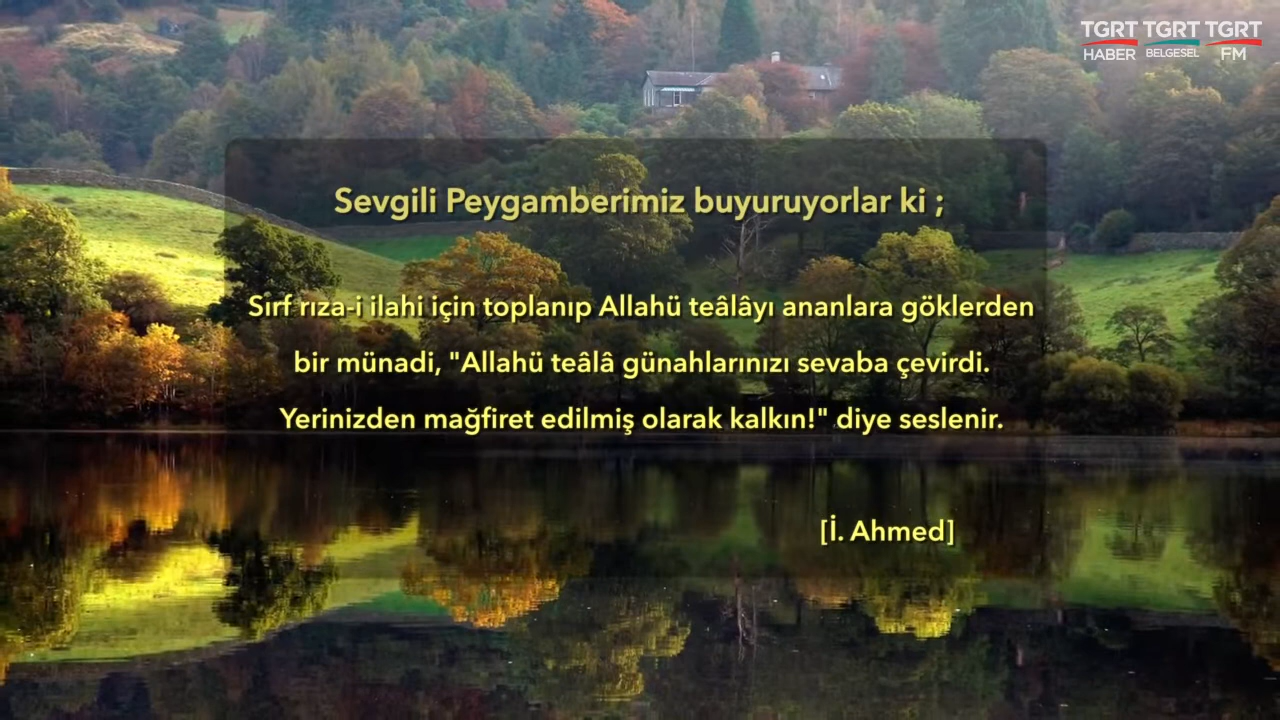 TGRT HABER
TGRT BELGESEL
TGRT FM
Sevgili Peygamberimiz buyuruyorlar ki ;
Sırf rıza-i ilahi için toplanıp Allahü teâlâyı ananlara göklerden
bir münadi, "Allahü teâlâ günahlarınızı sevaba çevirdi.
Yerinizden mağfiret edilmiş olarak kalkın!" diye seslenir.
[İ. Ahmed]